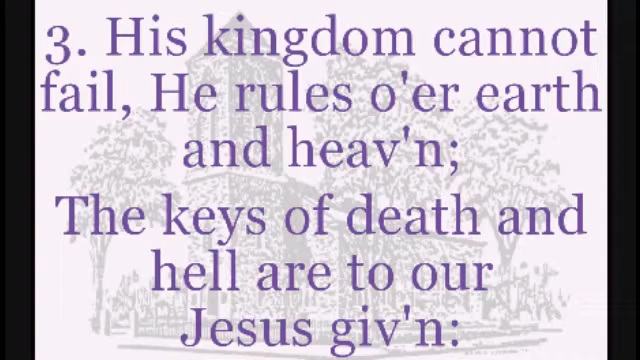 3. His kingdom cannot
fail, He rules o'er earth
and heav'n;
The keys of death and
hell are to our
Jesus giv'n: